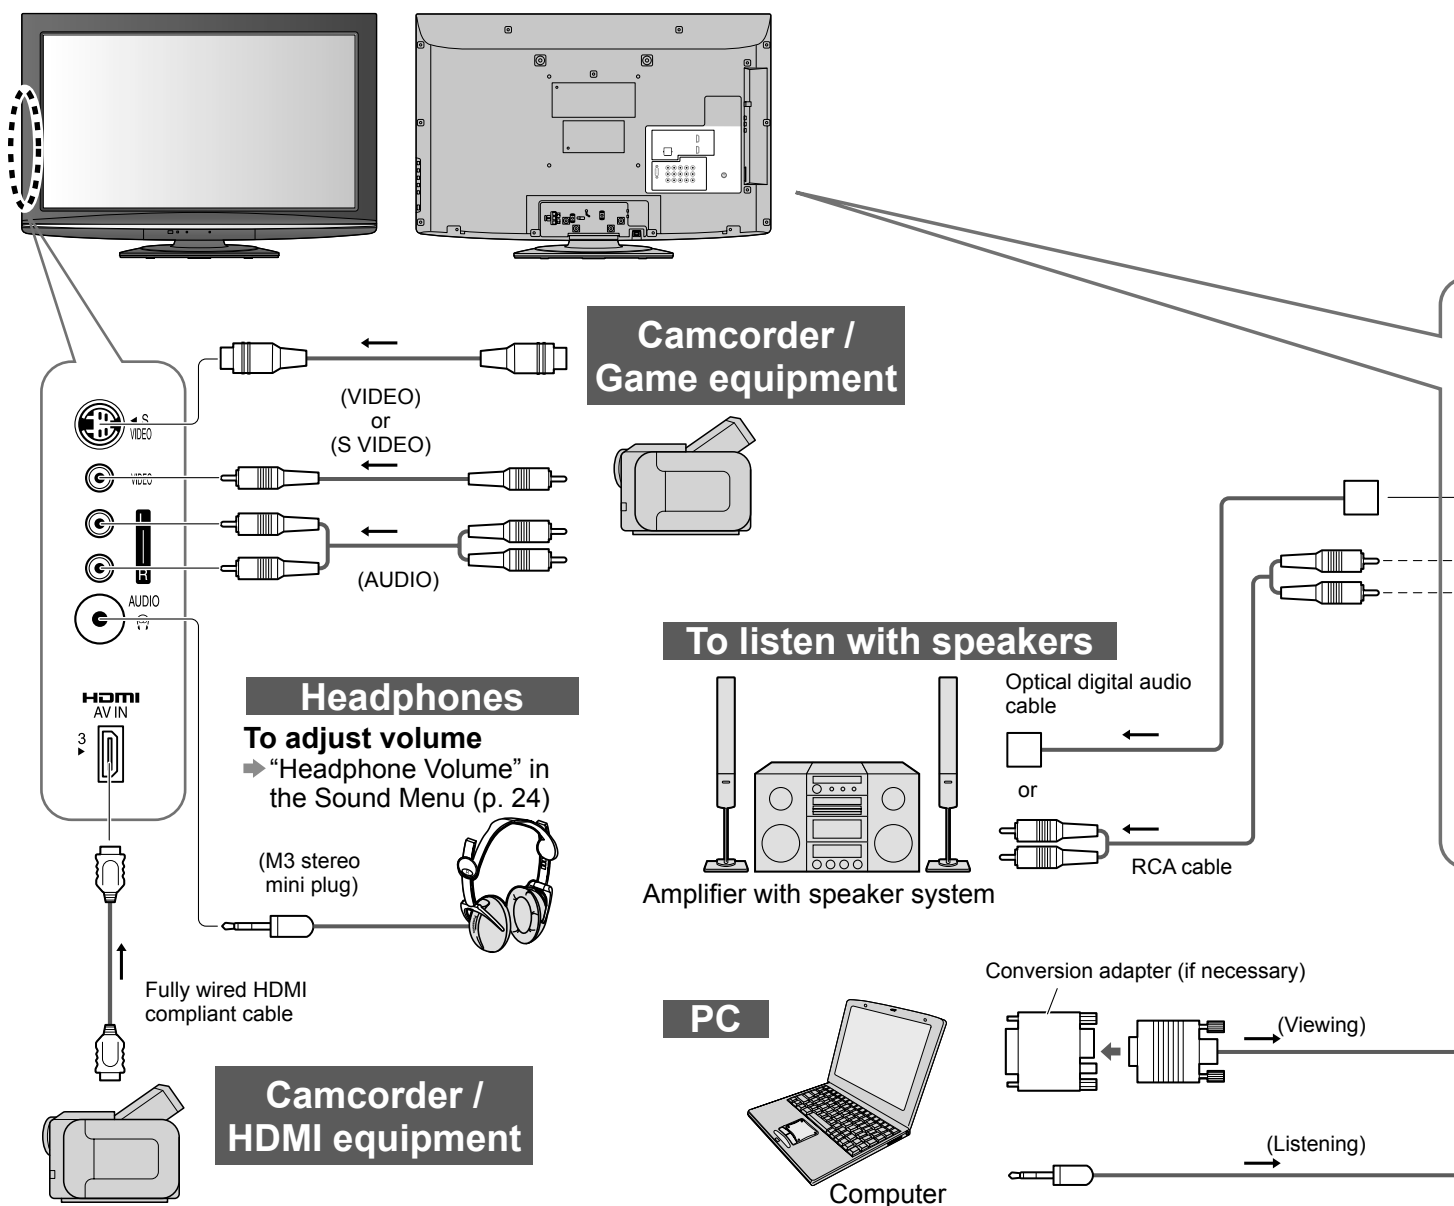 Camcorder /
Game equipment
(VIDEO)
or
(S VIDEO)
S
VIDEO
VIDEO
R
(AUDIO)
AUDIO
HDMI
AV IN
3
Headphones
To adjust volume
“Headphone Volume” in
the Sound Menu (p. 24)
(M3 stereo
mini plug)
Fully wired HDMI
compliant cable
Camcorder /
HDMI equipment
To listen with speakers
Optical digital audio
cable
or
RCA cable
Amplifier with speaker system
PC
Conversion adapter (if necessary)
(Viewing)
(Listening)
Computer